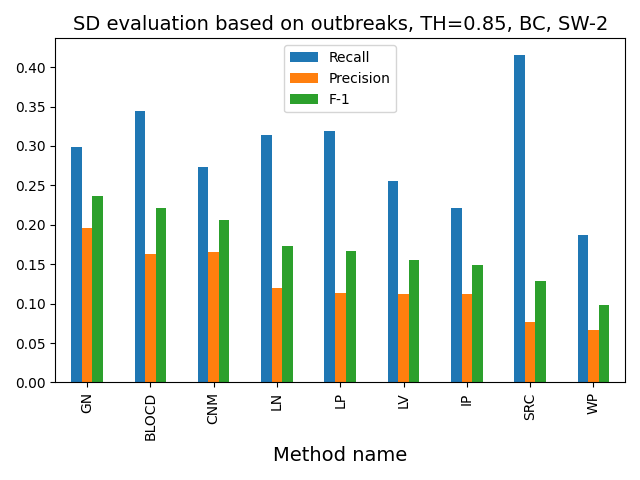 SD evaluation based on outbreaks, TH=0.85, BC, SW-2
Recall
Precision
F-1
0.40
0.35
0.30
0.25
0.20
0.15
0.10
0.05
0.00
GN
BLOCD
CNM
LN
LP
LV
IP
SRC
WP
Method name